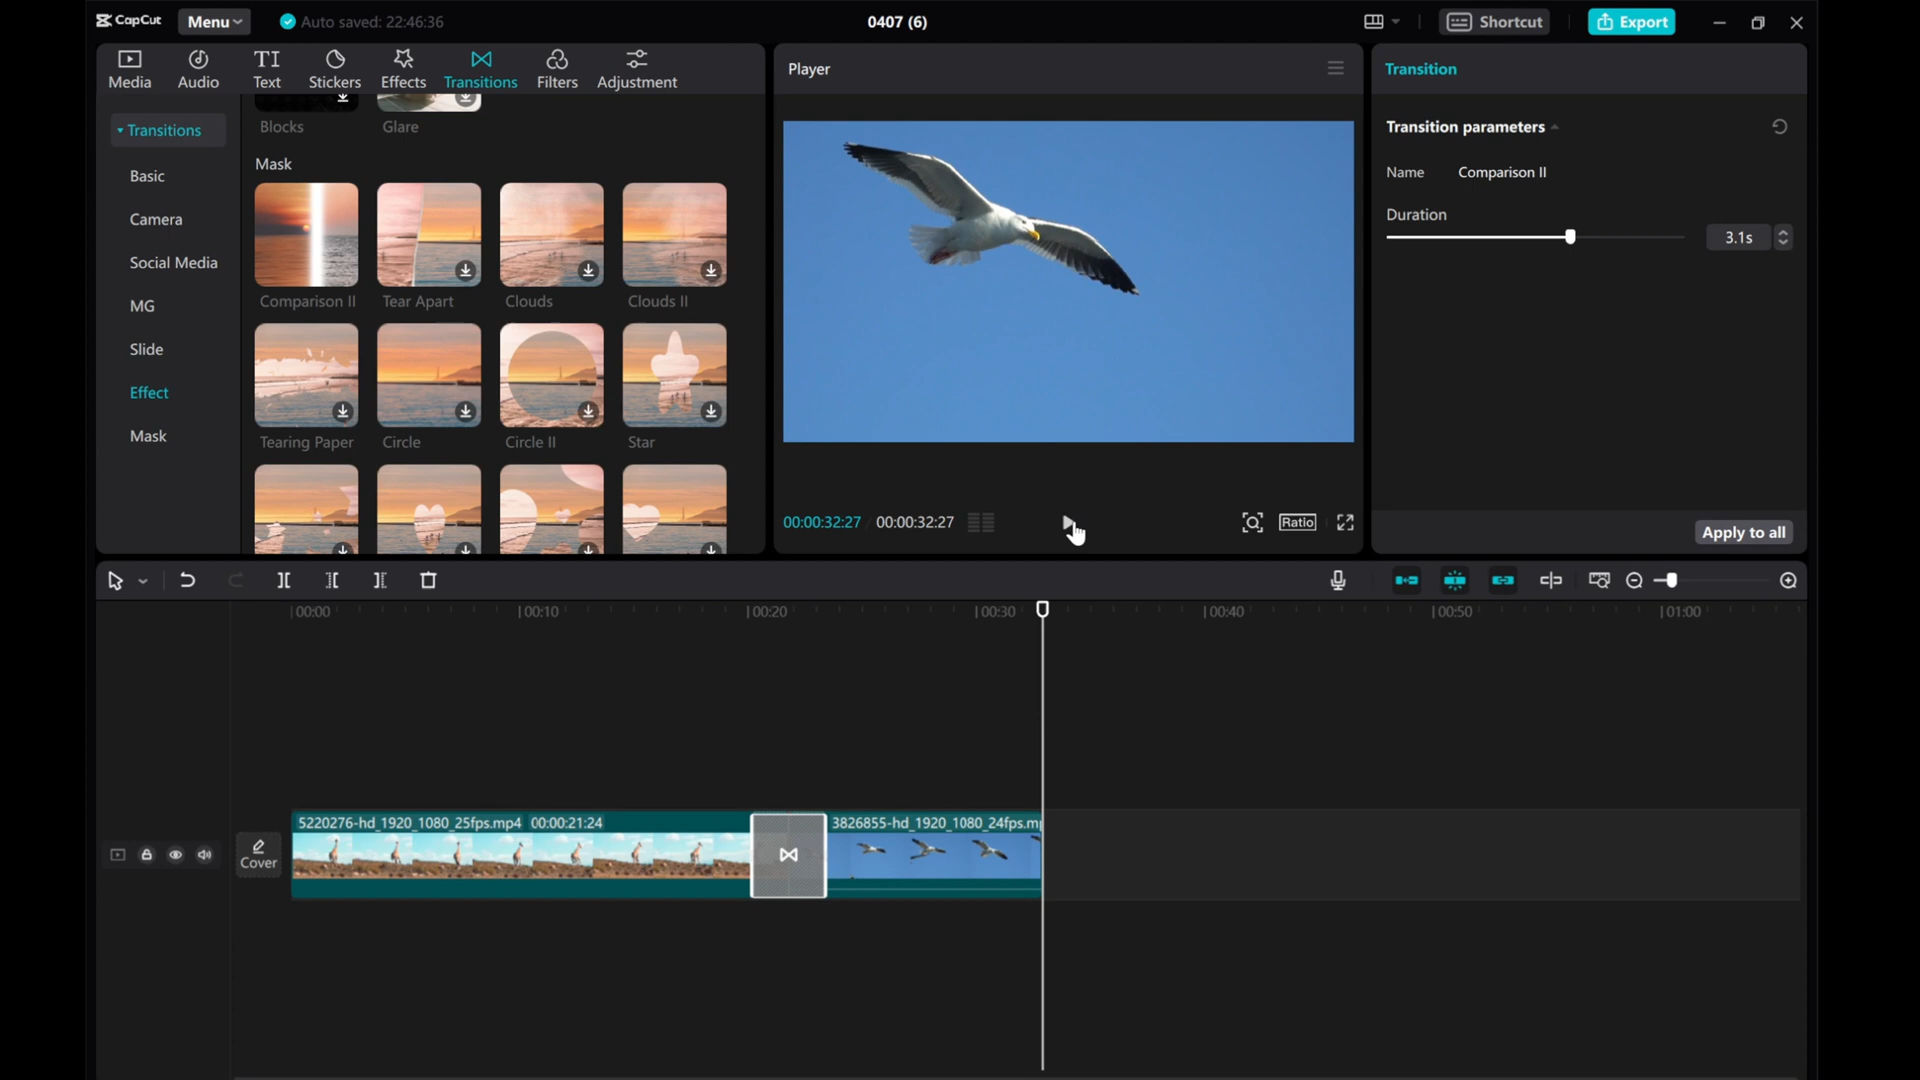 CapCut
Menu
Auto saved: 22:46:36
0407 (6)
Shortcut
Export
Media
Audio
Text
Stickers
Effects
Transitions
Filters
Adjustment
Transitions
Basic
Camera
Social Media
MG
Slide
Effect
Mask
Blocks
Glare
Mask
Comparison II
Tear Apart
Clouds
Clouds II
Tearing Paper
Circle
Circle II
Star
Player
00:00:32:27
00:00:32:27
Ratio
Transition
Transition parameters
Name
Comparison II
Duration
3.1s
Apply to all
00:00
00:10
00:20
00:30
00:40
00:50
01:00
Cover
5220276-hd_1920_1080_25fps.mp4 00:00:21:24
3826855-hd_1920_1080_24fps.mp